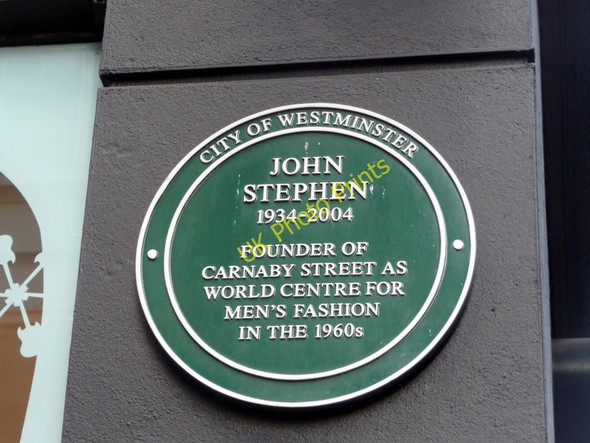 CITY OF WESTMINSTER
JOHN
STEPHEN
1934-2004
FOUNDER OF
CARNABY STREET AS
WORLD CENTRE FOR
MEN'S FASHION
IN THE 1960s
UK Photo Prints